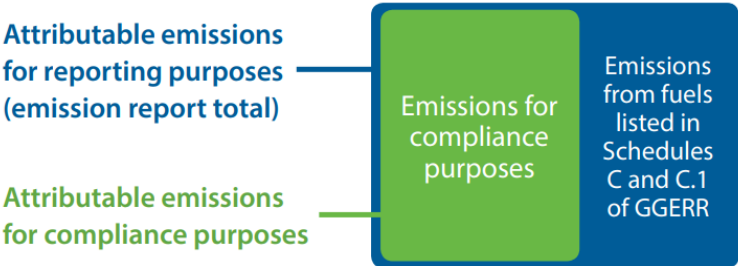 Attributable emissions
for reporting purposes
(emission report total)
Attributable emissions
for compliance purposes
Emissions for
compliance
purposes
Emissions
from fuels
listed in
Schedules
C and C.1
of GGERR